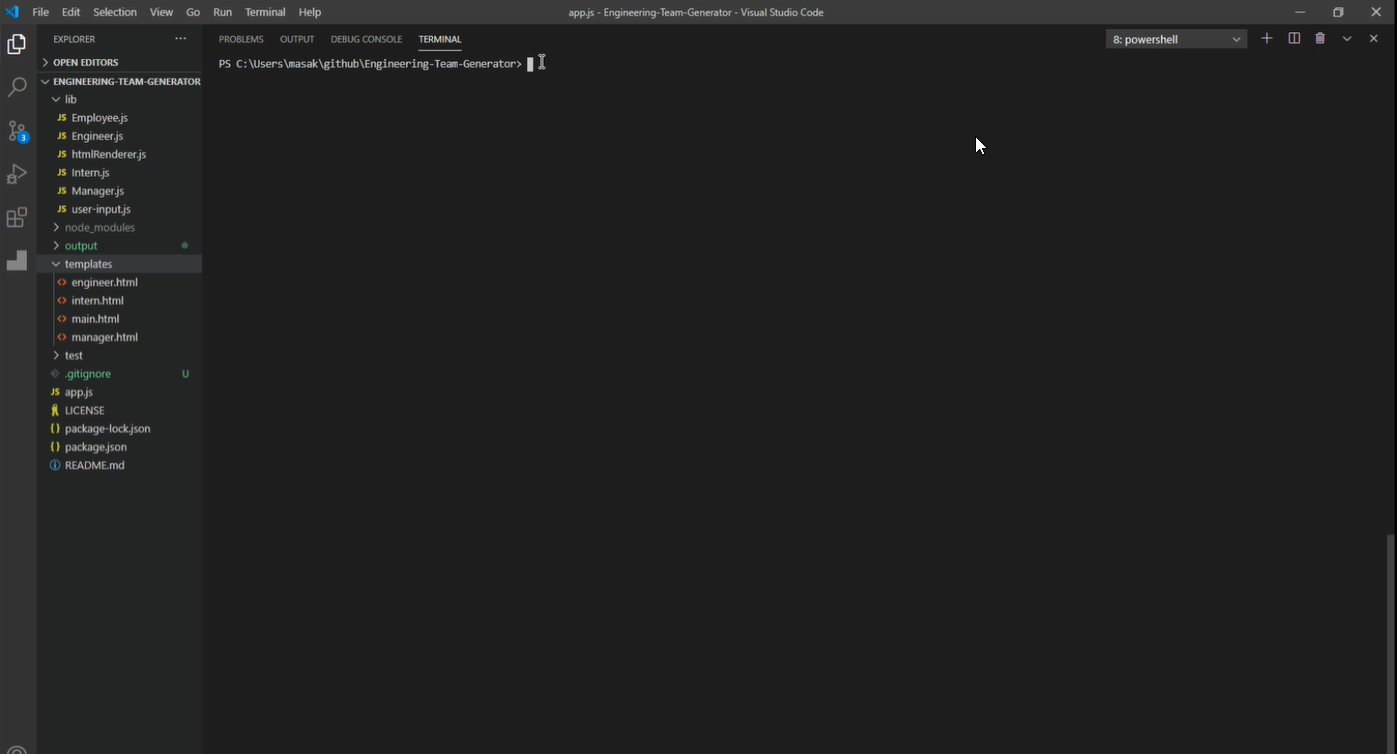 File Edit Selection View Go Run Terminal Help
app.js - Engineering-Team-Generator - Visual Studio Code
EXPLORER
PROBLEMS OUTPUT DEBUG CONSOLE TERMINAL
8: powershell
OPEN EDITORS
PS C:\Users\masak\github\Engineering-Team-Generator>
ENGINEERING-TEAM-GENERATOR
lib
JS Employee.js
JS Engineer.js
JS htmlRenderer.js
JS Intern.js
JS Manager.js
JS user-input.js
node_modules
output
templates
<> engineer.html
<> intern.html
<> main.html
<> manager.html
test
.gitignore U
JS app.js
LICENSE
{} package-lock.json
{} package.json
README.md
3